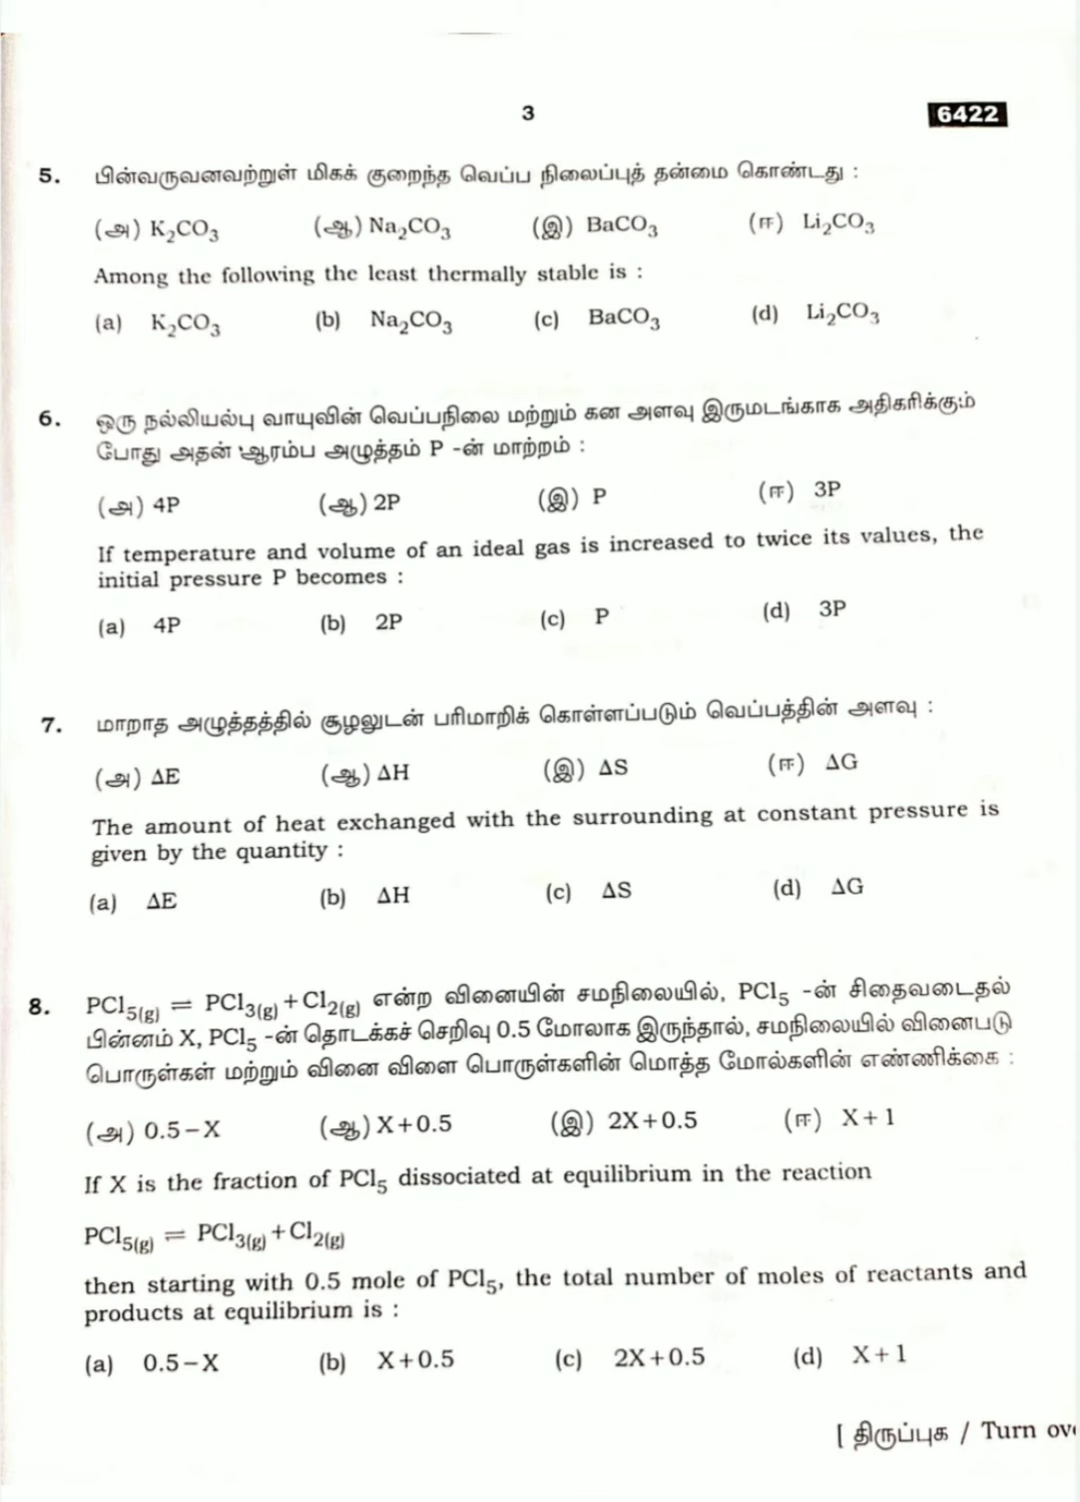 3
6422
5. பின்வருவனவற்றுள் மிகக் குறைந்த வெப்ப நிலைப்புத் தன்மை கொண்டது :
(அ) K₂CO₃ (ஆ) Na₂CO₃ (இ) BaCO₃ (ஈ) Li₂CO₃
Among the following the least thermally stable is :
(a) K₂CO₃ (b) Na₂CO₃ (c) BaCO₃ (d) Li₂CO₃
6. ஒரு நல்லியல்பு வாயுவின் வெப்பநிலை மற்றும் கன அளவு இருமடங்காக அதிகரிக்கும்
போது அதன் ஆரம்ப அழுத்தம் P -ன் மாற்றம் :
(அ) 4P (ஆ) 2P (இ) P (ஈ) 3P
If temperature and volume of an ideal gas is increased to twice its values, the
initial pressure P becomes :
(a) 4P (b) 2P (c) P (d) 3P
7. மாறாத அழுத்தத்தில் சூழலுடன் பரிமாறிக் கொள்ளப்படும் வெப்பத்தின் அளவு :
(அ) ΔE (ஆ) ΔH (இ) ΔS (ஈ) ΔG
The amount of heat exchanged with the surrounding at constant pressure is
given by the quantity :
(a) ΔE (b) ΔH (c) ΔS (d) ΔG
8. PCl₅(g) ⇌ PCl₃(g) + Cl₂(g) என்ற வினையின் சமநிலையில், PCl₅ -ன் சிதைவடைதல்
பின்னம் X, PCl₅ -ன் தொடக்கச் செறிவு 0.5 மோலாக இருந்தால், சமநிலையில் வினைபடு
பொருள்கள் மற்றும் வினை விளை பொருள்களின் மொத்த மோல்களின் எண்ணிக்கை :
(அ) 0.5 – X (ஆ) X + 0.5 (இ) 2X + 0.5 (ஈ) X + 1
If X is the fraction of PCl₅ dissociated at equilibrium in the reaction
PCl₅(g) ⇌ PCl₃(g) + Cl₂(g)
then starting with 0.5 mole of PCl₅, the total number of moles of reactants and
products at equilibrium is :
(a) 0.5 – X (b) X + 0.5 (c) 2X + 0.5 (d) X + 1
[ திருப்புக / Turn ov